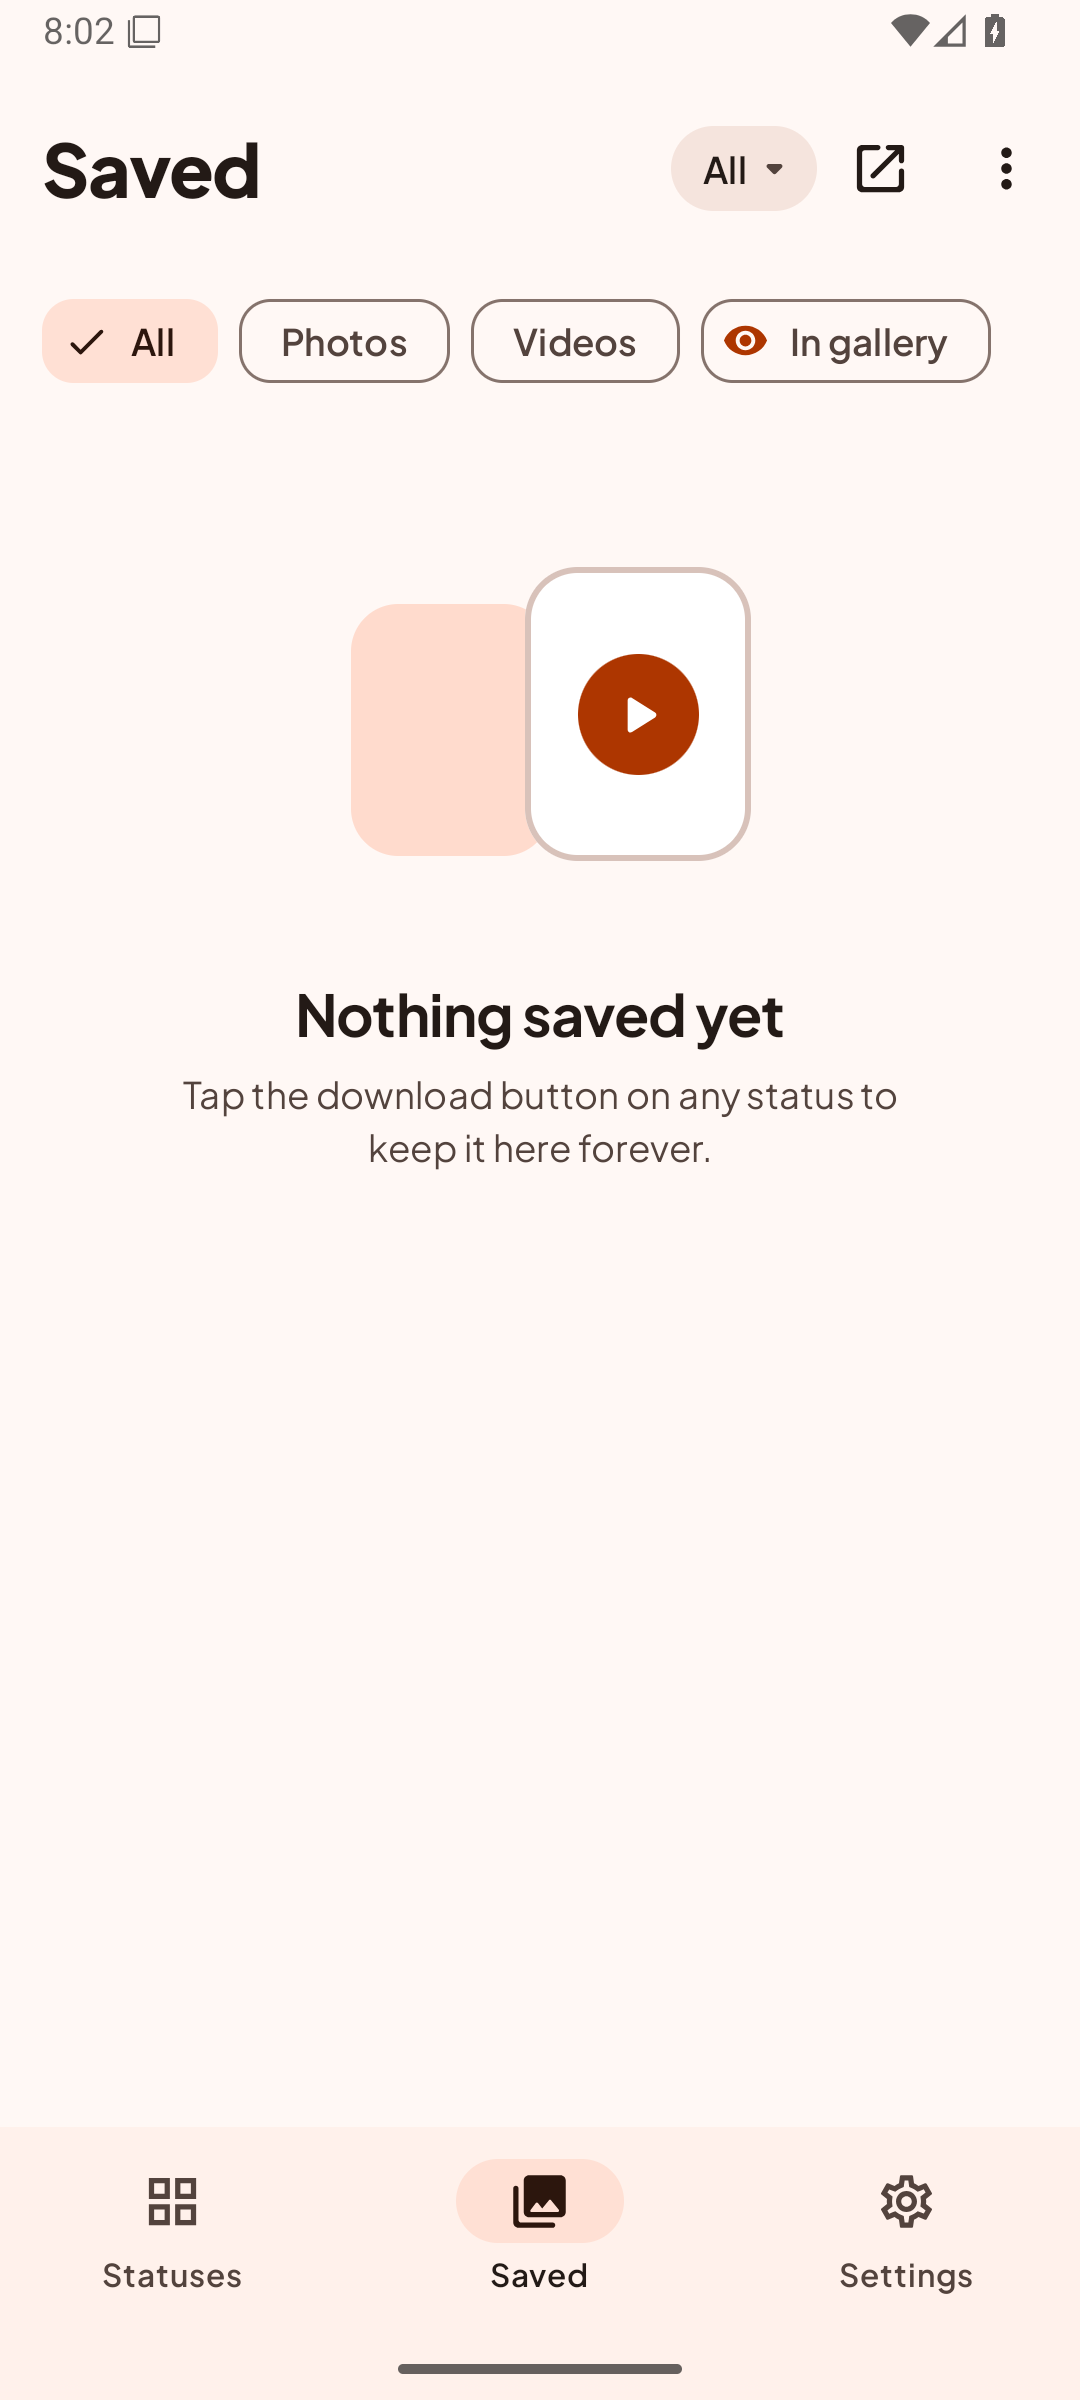 8:02
Saved
All
All
Photos
Videos
In gallery
Nothing saved yet
Tap the download button on any status to
keep it here forever.
Statuses
Saved
Settings